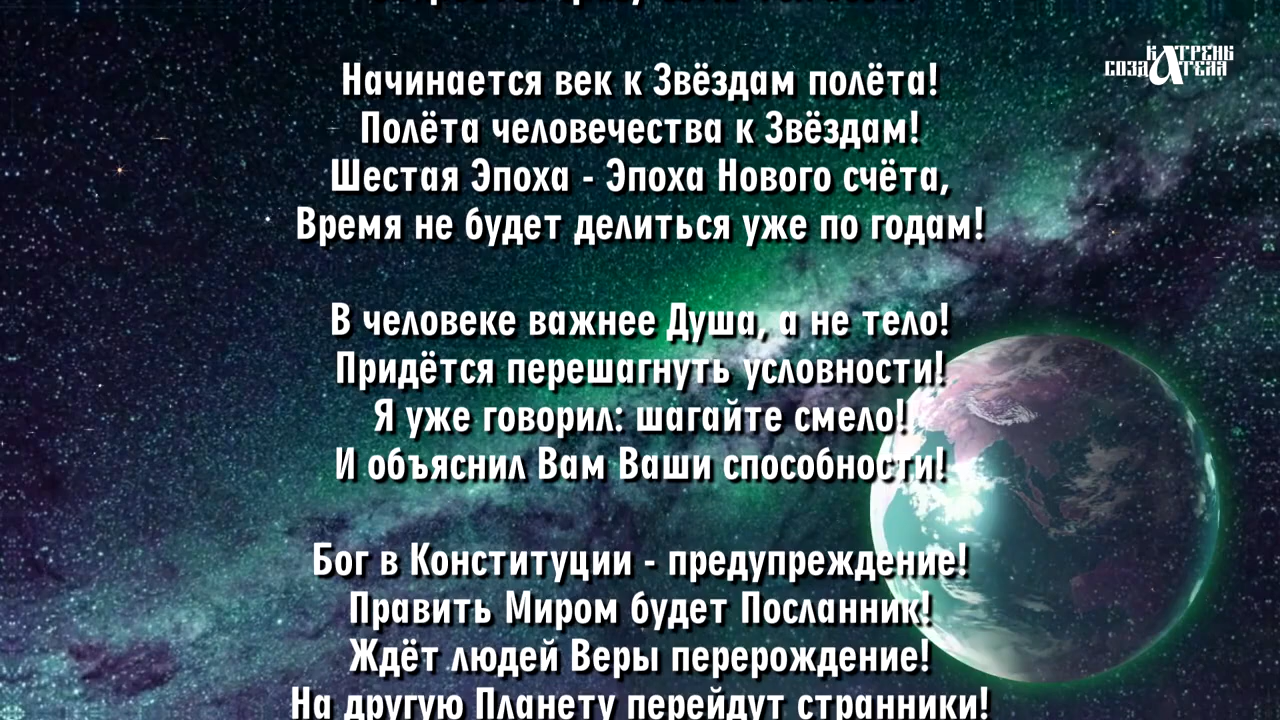 КАТРЕНЫ
СОЗДАТЕЛЯ
Начинается век к Звёздам полёта!
Полёта человечества к Звёздам!
Шестая Эпоха - Эпоха Нового счёта,
Время не будет делиться уже по годам!
В человеке важнее Душа, а не тело!
Придётся перешагнуть условности!
Я уже говорил: шагайте смело!
И объяснил Вам Ваши способности!
Бог в Конституции - предупреждение!
Править Миром будет Посланник!
Ждёт людей Веры перерождение!
На другую Планету перейдут странники!